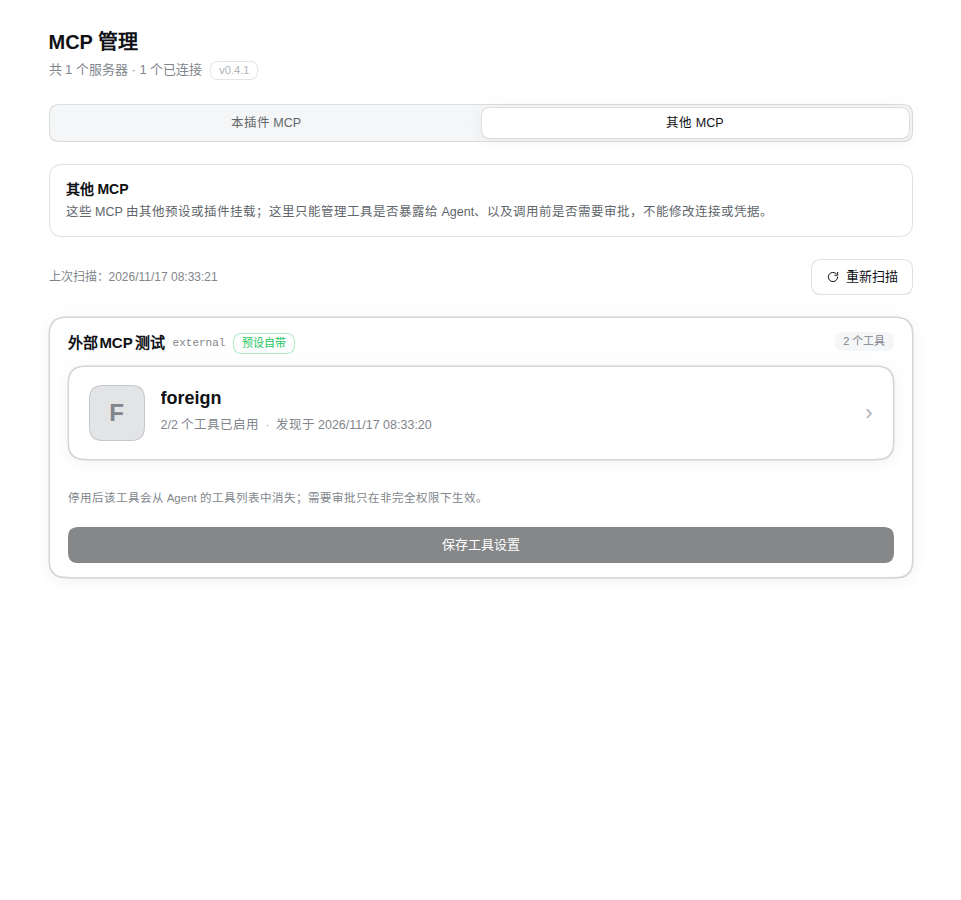 MCP 管理
共 1 个服务器 · 1 个已连接 v0.4.1
本插件 MCP 其他 MCP
其他 MCP
这些 MCP 由其他预设或插件挂载；这里只能管理工具是否暴露给 Agent、以及调用前是否需要审批，不能修改连接或凭据。
上次扫描：2026/11/17 08:33:21 重新扫描
外部 MCP 测试 external 预设自带 2 个工具
F
foreign
2/2 个工具已启用 · 发现于 2026/11/17 08:33:20
停用后该工具会从 Agent 的工具列表中消失；需要审批只在非完全权限下生效。
保存工具设置